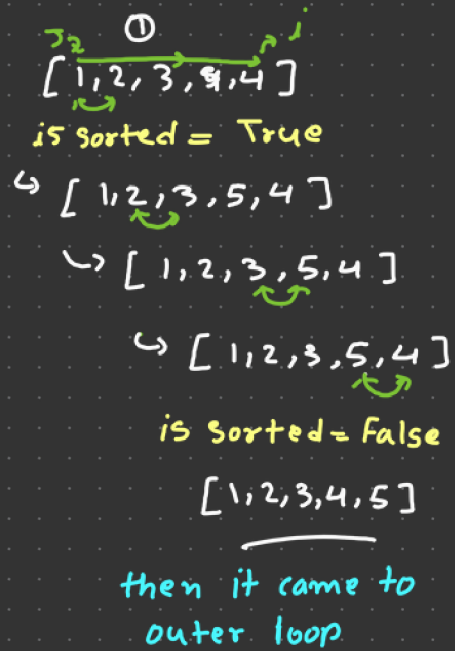 ①
j i
[ 1, 2, 3, 5, 4 ]
is sorted = True
↳ [ 1, 2, 3, 5, 4 ]
↳ [ 1, 2, 3, 5, 4 ]
↳ [ 1, 2, 3, 5, 4 ]
is sorted = False
[ 1, 2, 3, 4, 5 ]
then it came to
outer loop